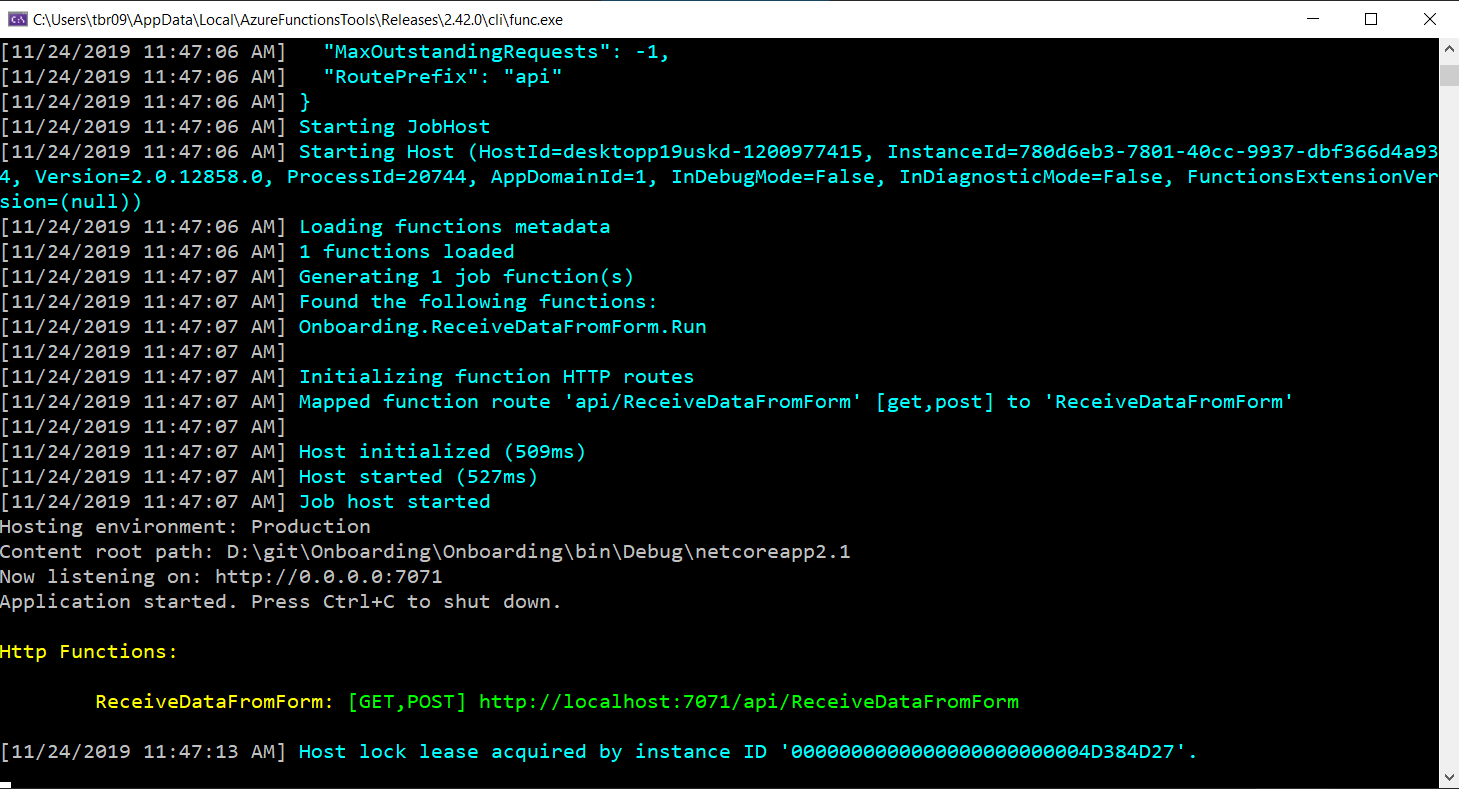 C:\Users\tbr09\AppData\Local\AzureFunctionsTools\Releases\2.42.0\cli\func.exe
[11/24/2019 11:47:06 AM]   "MaxOutstandingRequests": -1,
[11/24/2019 11:47:06 AM]   "RoutePrefix": "api"
[11/24/2019 11:47:06 AM] }
[11/24/2019 11:47:06 AM] Starting JobHost
[11/24/2019 11:47:06 AM] Starting Host (HostId=desktopp19uskd-1200977415, InstanceId=780d6eb3-7801-40cc-9937-dbf366d4a93
4, Version=2.0.12858.0, ProcessId=20744, AppDomainId=1, InDebugMode=False, InDiagnosticMode=False, FunctionsExtensionVer
sion=(null))
[11/24/2019 11:47:06 AM] Loading functions metadata
[11/24/2019 11:47:06 AM] 1 functions loaded
[11/24/2019 11:47:07 AM] Generating 1 job function(s)
[11/24/2019 11:47:07 AM] Found the following functions:
[11/24/2019 11:47:07 AM] Onboarding.ReceiveDataFromForm.Run
[11/24/2019 11:47:07 AM]
[11/24/2019 11:47:07 AM] Initializing function HTTP routes
[11/24/2019 11:47:07 AM] Mapped function route 'api/ReceiveDataFromForm' [get,post] to 'ReceiveDataFromForm'
[11/24/2019 11:47:07 AM]
[11/24/2019 11:47:07 AM] Host initialized (509ms)
[11/24/2019 11:47:07 AM] Host started (527ms)
[11/24/2019 11:47:07 AM] Job host started
Hosting environment: Production
Content root path: D:\git\Onboarding\Onboarding\bin\Debug\netcoreapp2.1
Now listening on: http://0.0.0.0:7071
Application started. Press Ctrl+C to shut down.
Http Functions:
ReceiveDataFromForm: [GET,POST] http://localhost:7071/api/ReceiveDataFromForm
[11/24/2019 11:47:13 AM] Host lock lease acquired by instance ID '0000000000000000000000004D384D27'.